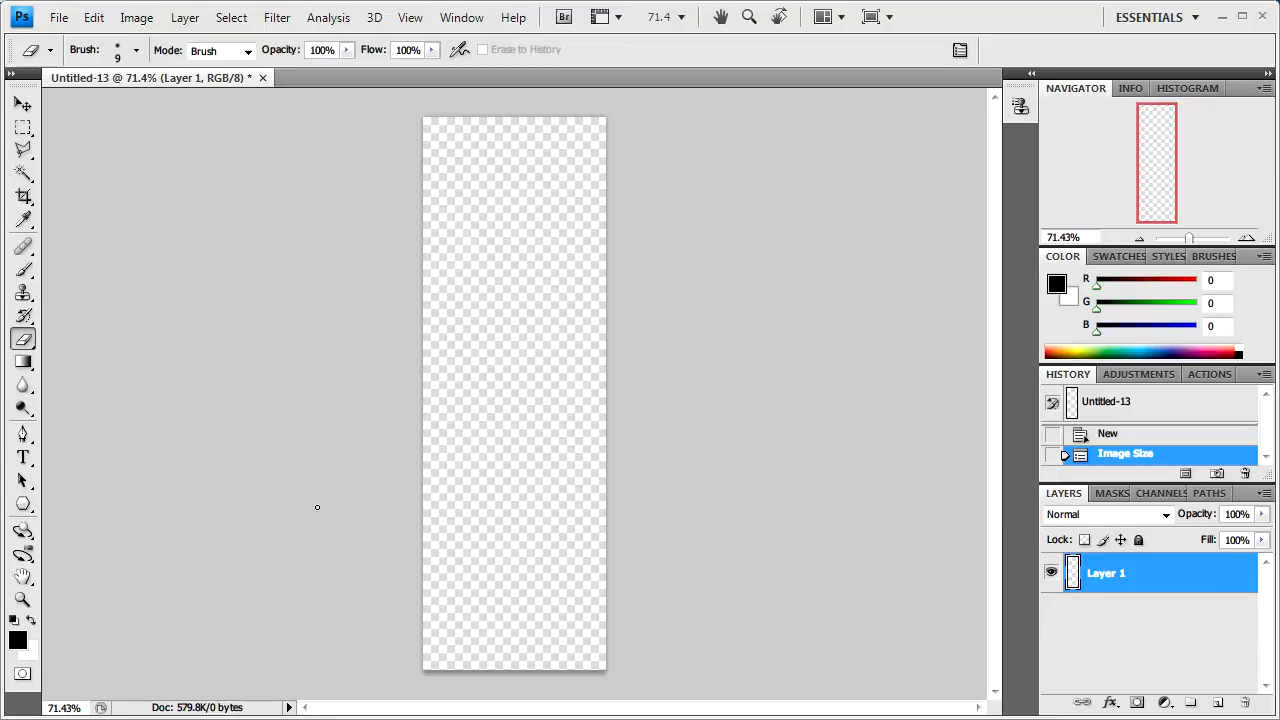 Ps File Edit Image Layer Select Filter Analysis 3D View Window Help Br 71.4 ESSENTIALS
Brush: 9 Mode: Brush Opacity: 100% Flow: 100% Erase to History
Untitled-13 @ 71.4% (Layer 1, RGB/8) *
NAVIGATOR INFO HISTOGRAM
71.43%
COLOR SWATCHES STYLES BRUSHES
R 0
G 0
B 0
HISTORY ADJUSTMENTS ACTIONS
Untitled-13
New
Image Size
LAYERS MASKS CHANNELS PATHS
Normal Opacity: 100%
Lock: Fill: 100%
Layer 1
T
71.43% Doc: 579.8K/0 bytes